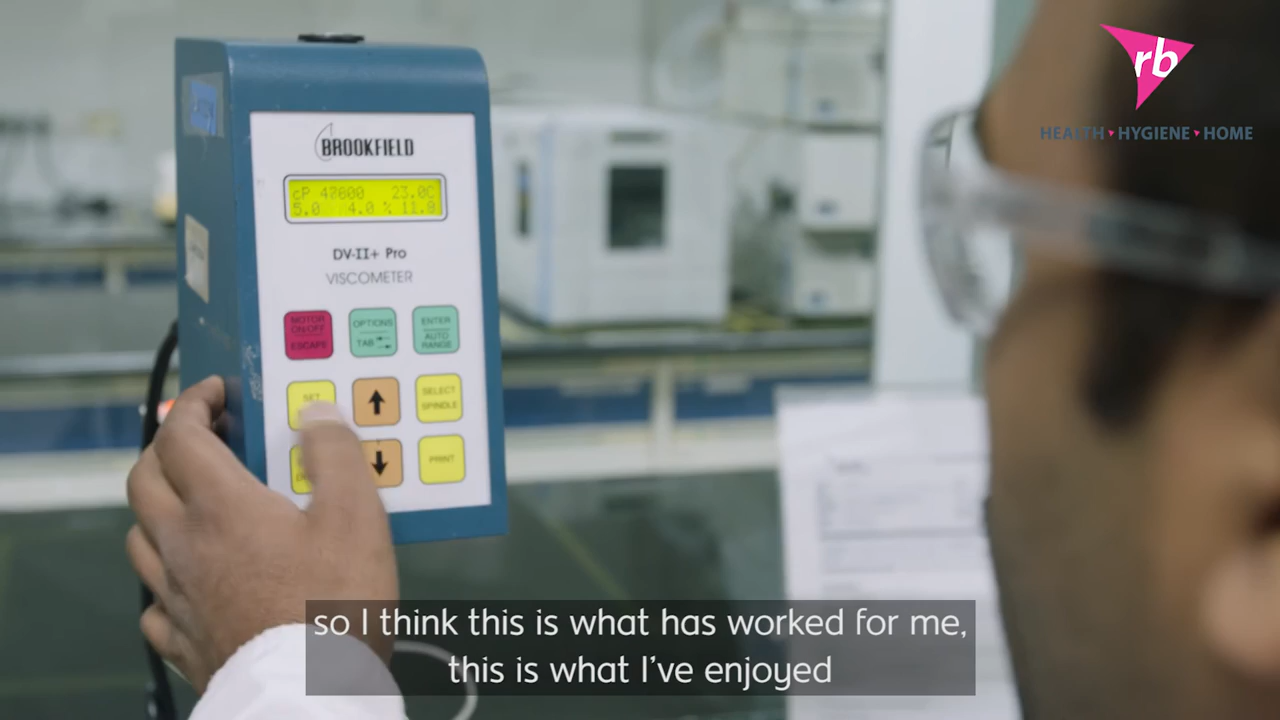 rb
HEALTH HYGIENE HOME
BROOKFIELD
cP 47600 23.0C
5.0 4.0 % 11.9
DV-II+ Pro
VISCOMETER
MOTOR
ON/OFF
ESCAPE
OPTIONS
TAB
ENTER
AUTO
RANGE
SET
SELECT
SPINDLE
PRINT
so I think this is what has worked for me,
this is what I've enjoyed